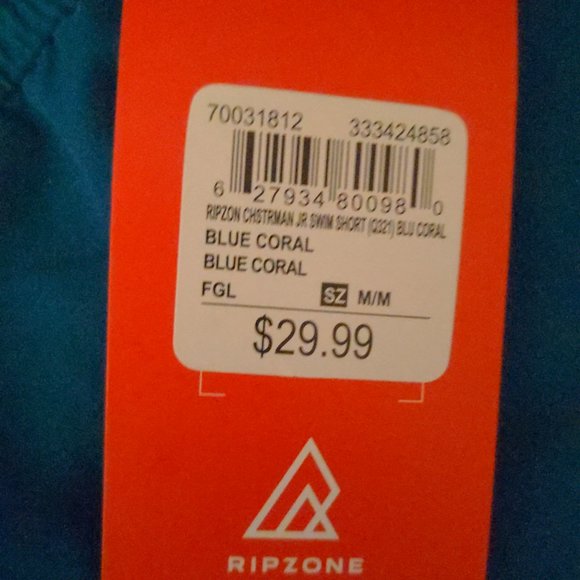 70031812 333424858
6 27934 80098 0
RIPZON CHSTRMAN JR SWIM SHORT (Q321) BLU CORAL
BLUE CORAL
BLUE CORAL
FGL SZ M/M
$29.99
RIPZONE